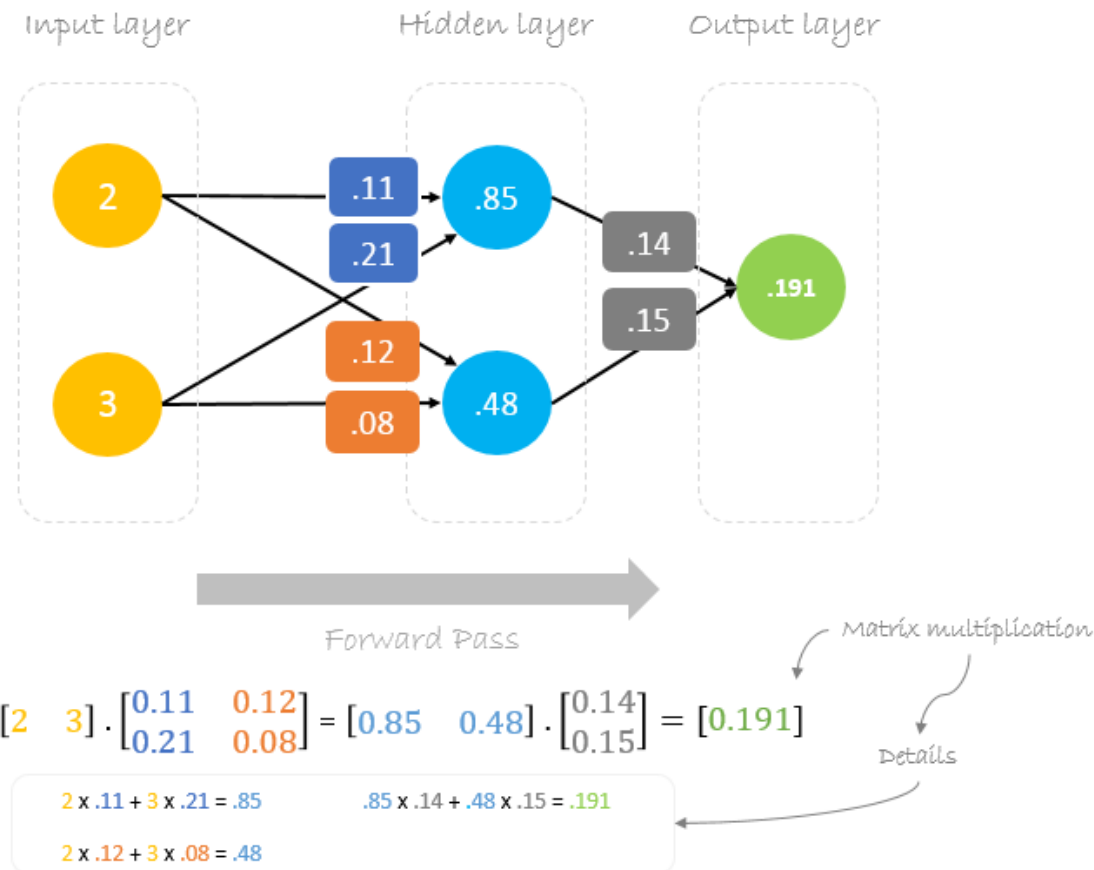 Input layer Hidden layer Output layer
2 .11 .85
.21 .14
.191
.12 .15
3 .08 .48
Forward Pass
Matrix multiplication
[2 3] . [0.11 0.12 = [0.85 0.48] . [0.14 = [0.191]
0.21 0.08] 0.15]
Details
2 x .11 + 3 x .21 = .85 .85 x .14 + .48 x .15 = .191
2 x .12 + 3 x .08 = .48